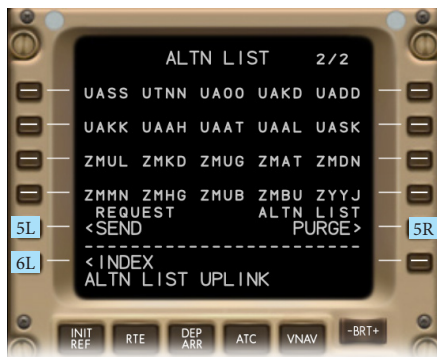 ALTN LIST 2/2
UASS UTNN UAOO UAKD UADD
UAKK UAAH UAAT UAAL UASK
ZMUL ZMKD ZMUG ZMAT ZMDN
ZMMN ZMHG ZMUB ZMBU ZYYJ
REQUEST ALTN LIST
5L <SEND PURGE> 5R
--------------------------
6L <INDEX
ALTN LIST UPLINK
INIT REF RTE DEP ARR ATC VNAV -BRT+